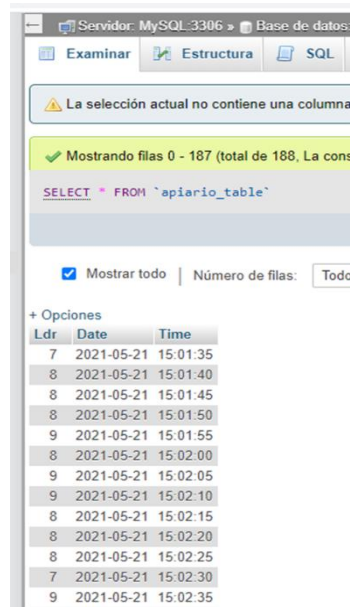 ← Servidor: MySQL:3306 » Base de datos:
Examinar Estructura SQL
La selección actual no contiene una columna
Mostrando filas 0 - 187 (total de 188, La cons
SELECT * FROM `apiario_table`
Mostrar todo | Número de filas: Todo
+ Opciones
Ldr Date Time
7 2021-05-21 15:01:35
8 2021-05-21 15:01:40
8 2021-05-21 15:01:45
8 2021-05-21 15:01:50
9 2021-05-21 15:01:55
8 2021-05-21 15:02:00
9 2021-05-21 15:02:05
9 2021-05-21 15:02:10
8 2021-05-21 15:02:15
8 2021-05-21 15:02:20
8 2021-05-21 15:02:25
7 2021-05-21 15:02:30
9 2021-05-21 15:02:35